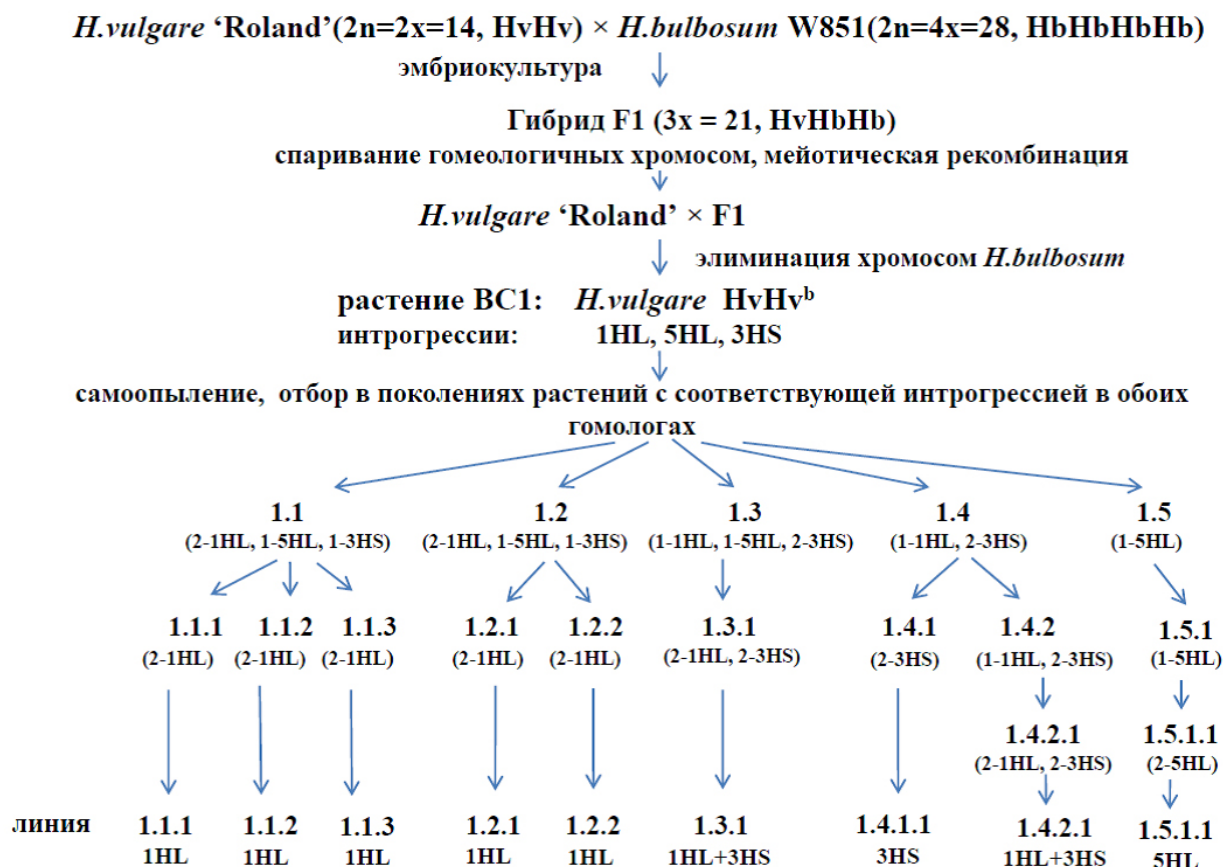 H.vulgare ‘Roland’(2n=2x=14, HvHv) × H.bulbosum W851(2n=4x=28, HbHbHbHb)
эмбриокультура
Гибрид F1 (3x = 21, HvHbHb)
спаривание гомеологичных хромосом, мейотическая рекомбинация
H.vulgare ‘Roland’ × F1
элиминация хромосом H.bulbosum
растение BC1: H.vulgare HvHvᵇ
интрогрессии: 1HL, 5HL, 3HS
самоопыление, отбор в поколениях растений с соответствующей интрогрессией в обоих
гомологах
1.1 1.2 1.3 1.4 1.5
(2-1HL, 1-5HL, 1-3HS) (2-1HL, 1-5HL, 1-3HS) (1-1HL, 1-5HL, 2-3HS) (1-1HL, 2-3HS) (1-5HL)
1.1.1 1.1.2 1.1.3 1.2.1 1.2.2 1.3.1 1.4.1 1.4.2 1.5.1
(2-1HL) (2-1HL) (2-1HL) (2-1HL) (2-1HL) (2-1HL, 2-3HS) (2-3HS) (1-1HL, 2-3HS) (1-5HL)
1.4.2.1 1.5.1.1
(2-1HL, 2-3HS) (2-5HL)
линия 1.1.1 1.1.2 1.1.3 1.2.1 1.2.2 1.3.1 1.4.1.1 1.4.2.1 1.5.1.1
1HL 1HL 1HL 1HL 1HL 1HL+3HS 3HS 1HL+3HS 5HL